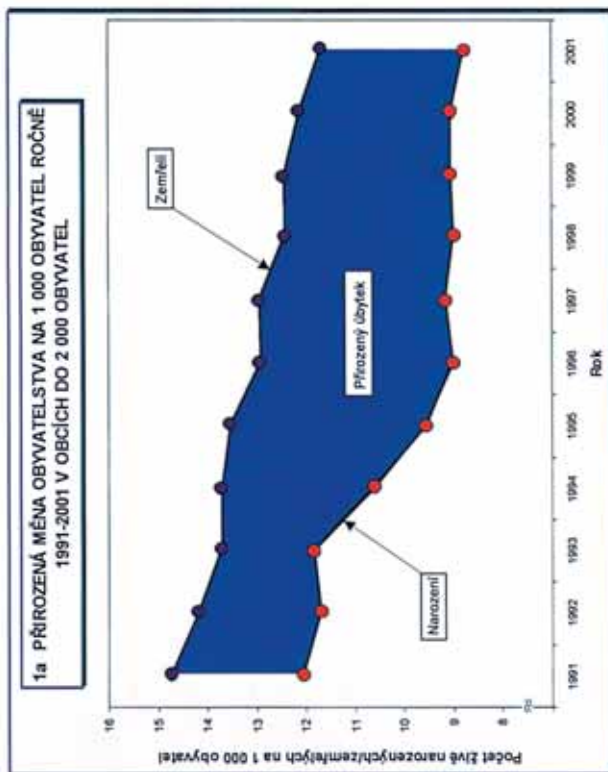 1a PŘIROZENÁ MĚNA OBYVATELSTVA NA 1 000 OBYVATEL ROČNĚ
1991-2001 V OBCÍCH DO 2 000 OBYVATEL
Počet živě narozených/zemřelých na 1 000 obyvatel
16
15
14
13
12
11
10
9
8
Zemřelí
Přirozený úbytek
Narození
1991
1992
1993
1994
1995
1996
1997
1998
1999
2000
2001
Rok